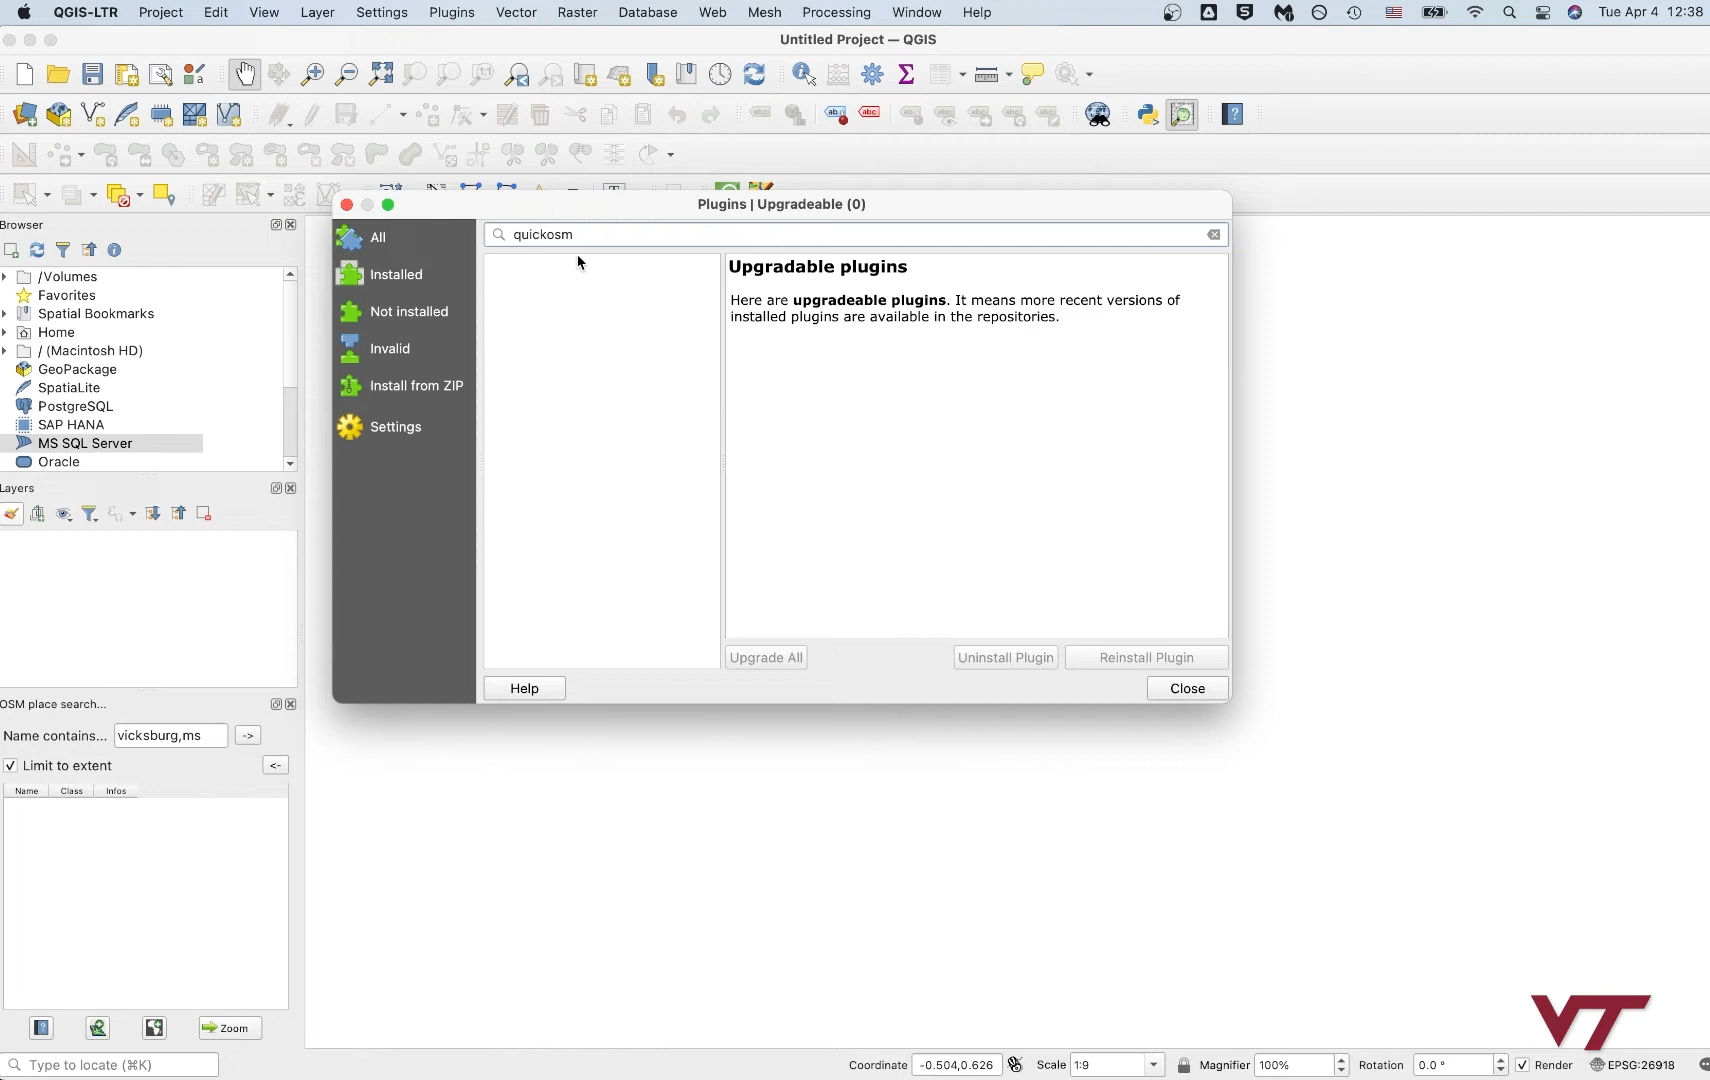 QGIS-LTR Project Edit View Layer Settings Plugins Vector Raster Database Web Mesh Processing Window Help Tue Apr 4 12:38
Untitled Project — QGIS
Browser
/Volumes
Favorites
Spatial Bookmarks
Home
/ (Macintosh HD)
GeoPackage
SpatiaLite
PostgreSQL
SAP HANA
MS SQL Server
Oracle
Layers
OSM place search...
Name contains... vicksburg,ms ->
Limit to extent <-
Name Class Infos
Zoom
Type to locate (⌘K)
Plugins | Upgradeable (0)
All
Installed
Not installed
Invalid
Install from ZIP
Settings
quickosm
Upgradable plugins
Here are upgradeable plugins. It means more recent versions of
installed plugins are available in the repositories.
Upgrade All Uninstall Plugin Reinstall Plugin
Help Close
VT
Coordinate -0.504,0.626 Scale 1:9 Magnifier 100% Rotation 0.0 ° Render EPSG:26918